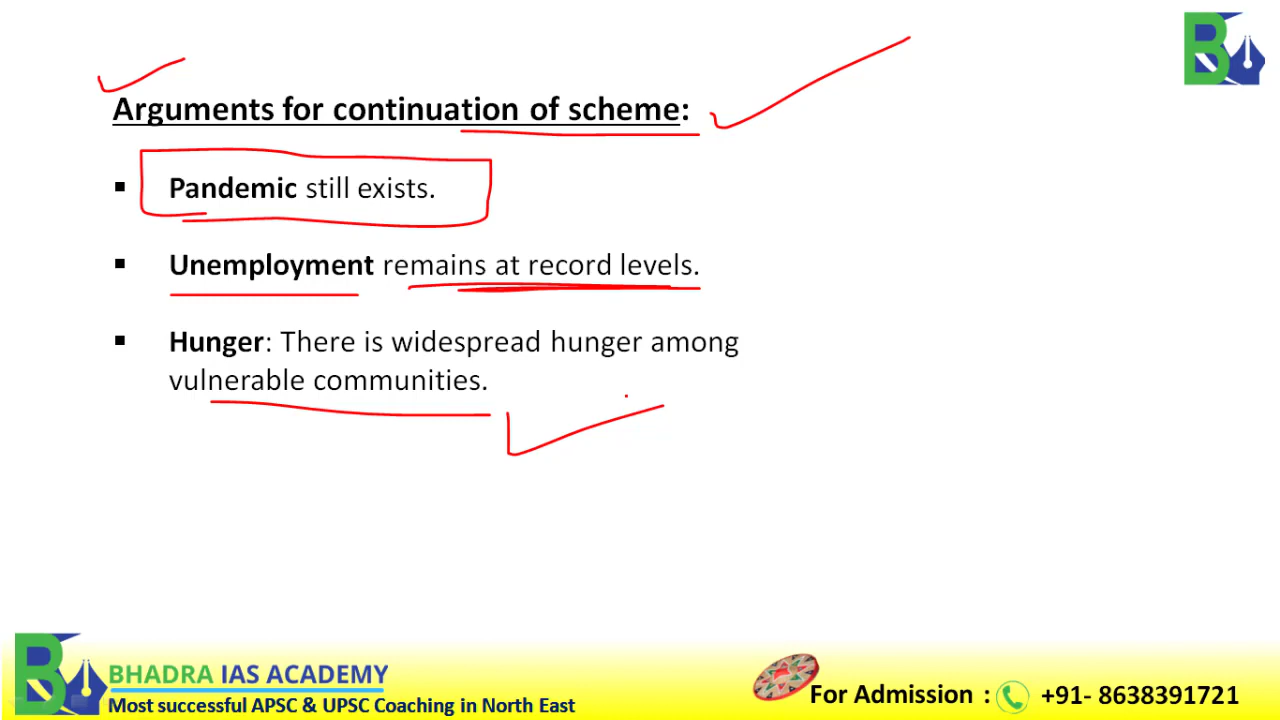 Arguments for continuation of scheme:
▪ Pandemic still exists.
▪ Unemployment remains at record levels.
▪ Hunger: There is widespread hunger among
vulnerable communities.
BHADRA IAS ACADEMY
Most successful APSC & UPSC Coaching in North East
For Admission : +91- 8638391721